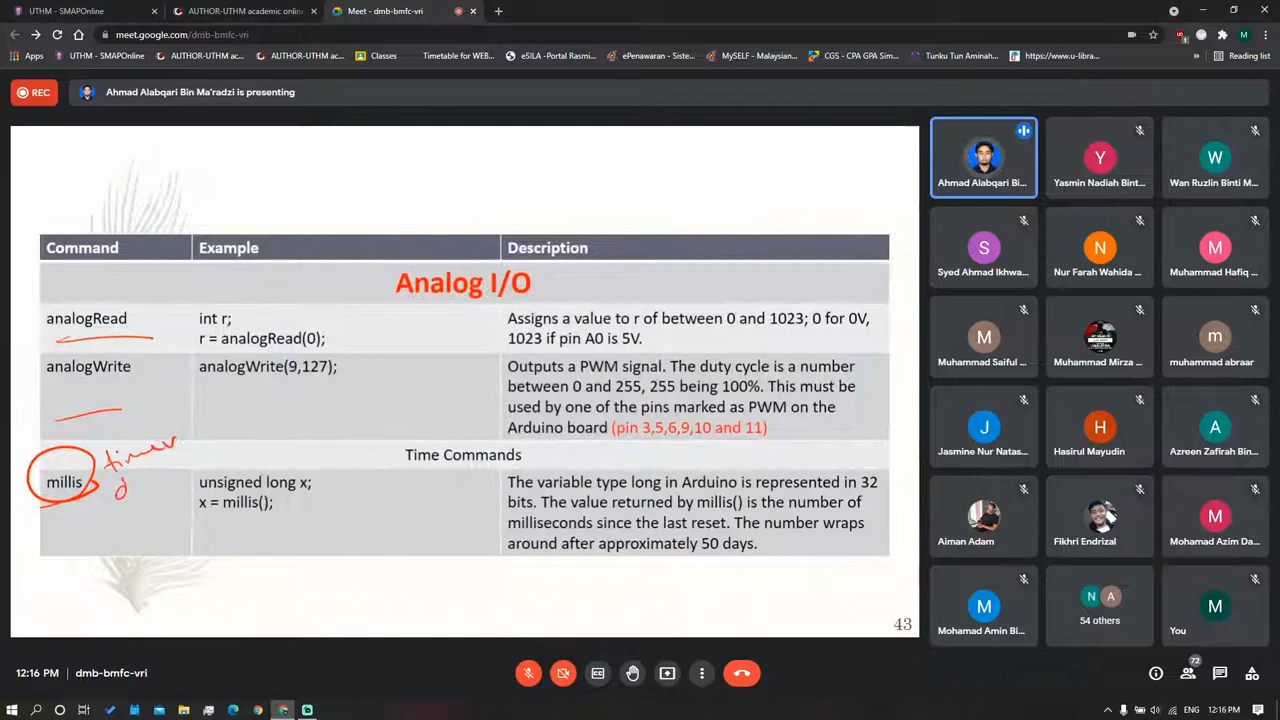 UTHM - SMAPOnline
AUTHOR-UTHM academic online
Meet - dmb-bmfc-vri
meet.google.com/dmb-bmfc-vri
Apps
UTHM - SMAPOnline
AUTHOR-UTHM ac...
AUTHOR-UTHM ac...
Classes
Timetable for WEB...
eSILA -Portal Rasmi...
ePenawaran - Siste...
MySELF - Malaysian...
CGS - CPA GPA Sim...
Tunku Tun Aminah...
https://www.u-libra...
»
Reading list
REC
Ahmad Alabqari Bin Ma'radzi is presenting
Command
Example
Description
Analog I/O
analogRead
int r;
r = analogRead(0);
Assigns a value to r of between 0 and 1023; 0 for 0V,
1023 if pin A0 is 5V.
analogWrite
analogWrite(9,127);
Outputs a PWM signal. The duty cycle is a number
between 0 and 255, 255 being 100%. This must be
used by one of the pins marked as PWM on the
Arduino board (pin 3,5,6,9,10 and 11)
timer
d
Time Commands
millis
unsigned long x;
x = millis();
The variable type long in Arduino is represented in 32
bits. The value returned by millis() is the number of
milliseconds since the last reset. The number wraps
around after approximately 50 days.
43
Ahmad Alabqari Bi...
Y
Yasmin Nadiah Bint...
W
Wan Ruzlin Binti M...
S
Syed Ahmad Ikhwa...
N
Nur Farah Wahida ...
M
Muhammad Hafiq ...
M
Muhammad Saiful ...
Muhammad Mirza ...
m
muhammad abraar
J
Jasmine Nur Natas...
H
Hasirul Mayudin
A
Azreen Zafirah Bin...
Aiman Adam
Fikhri Endrizal
M
Mohamad Azim Da...
M
Mohamad Amin Bi...
N A
54 others
M
You
12:16 PM
dmb-bmfc-vri
72
ENG
12:16 PM